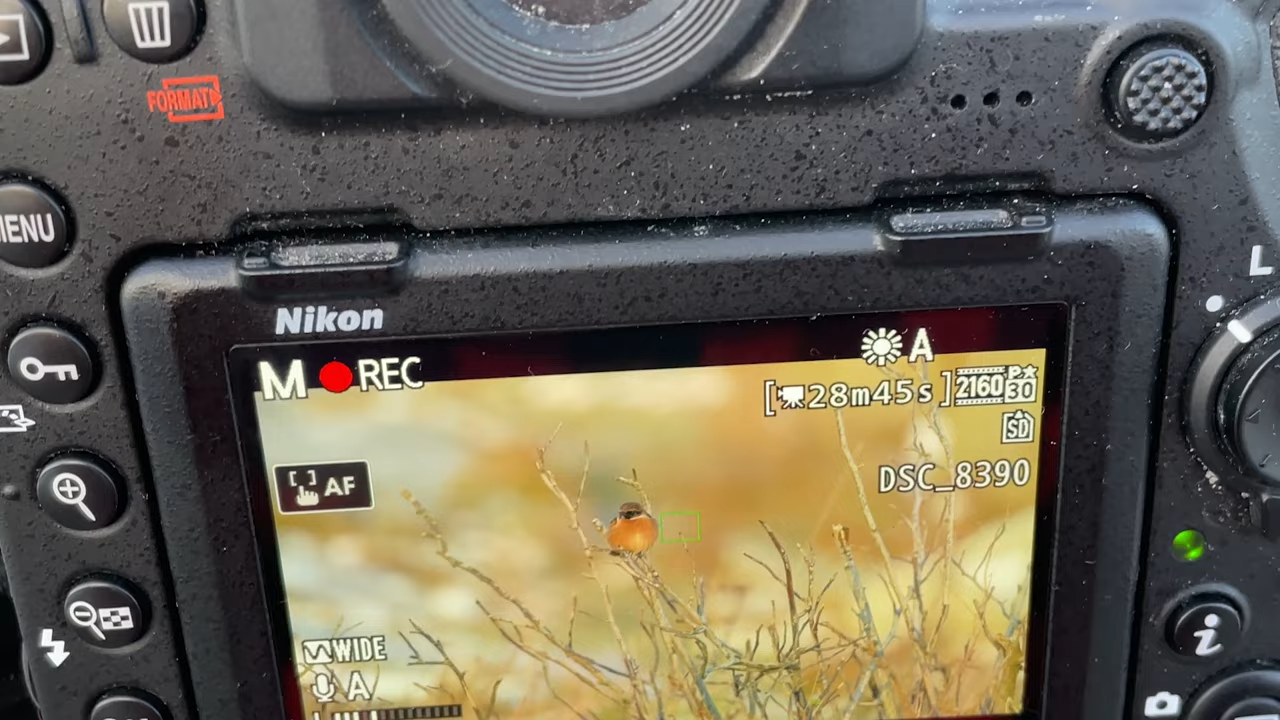 FORMAT
MENU
Nikon
L
M REC
A
[28m45s] 2160 30
SD
AF
DSC_8390
WIDE
A
i